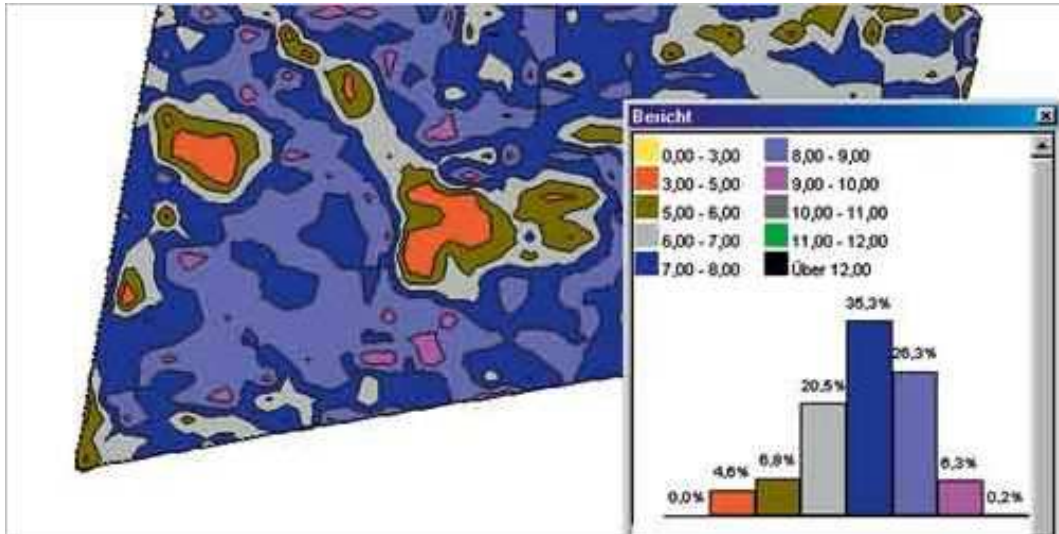 Bericht
0,00 - 3,00
3,00 - 5,00
5,00 - 6,00
6,00 - 7,00
7,00 - 8,00
8,00 - 9,00
9,00 - 10,00
10,00 - 11,00
11,00 - 12,00
Über 12,00
0,0%
4,6%
6,8%
20,5%
35,3%
26,3%
6,3%
0,2%